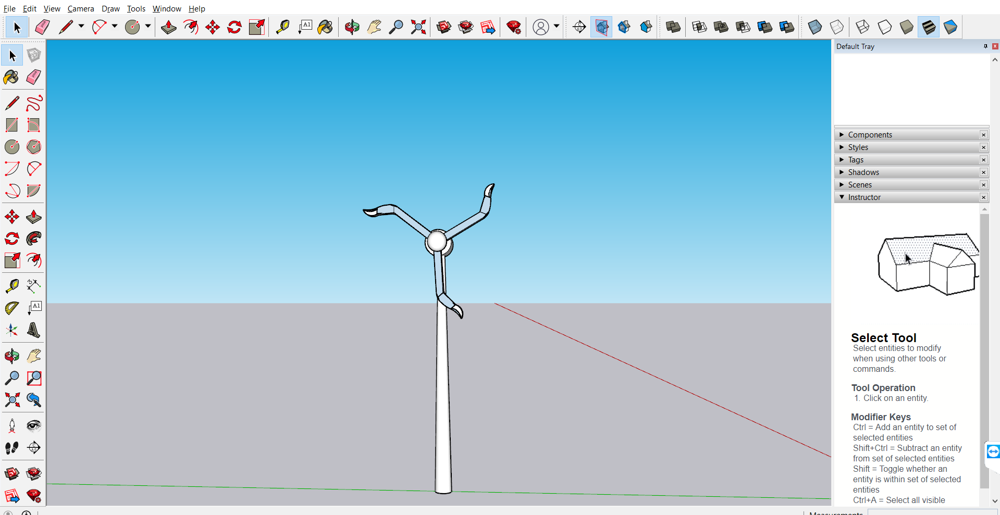 File Edit View Camera Draw Tools Window Help
A1
Default Tray
Components
Styles
Tags
Shadows
Scenes
Instructor
A1
Select Tool
Select entities to modify
when using other tools or
commands.
Tool Operation
1. Click on an entity.
Modifier Keys
Ctrl = Add an entity to set of
selected entities
Shift+Ctrl = Subtract an entity
from set of selected entities
Shift = Toggle whether an
entity is within set of selected
entities
Ctrl+A = Select all visible
Measurements